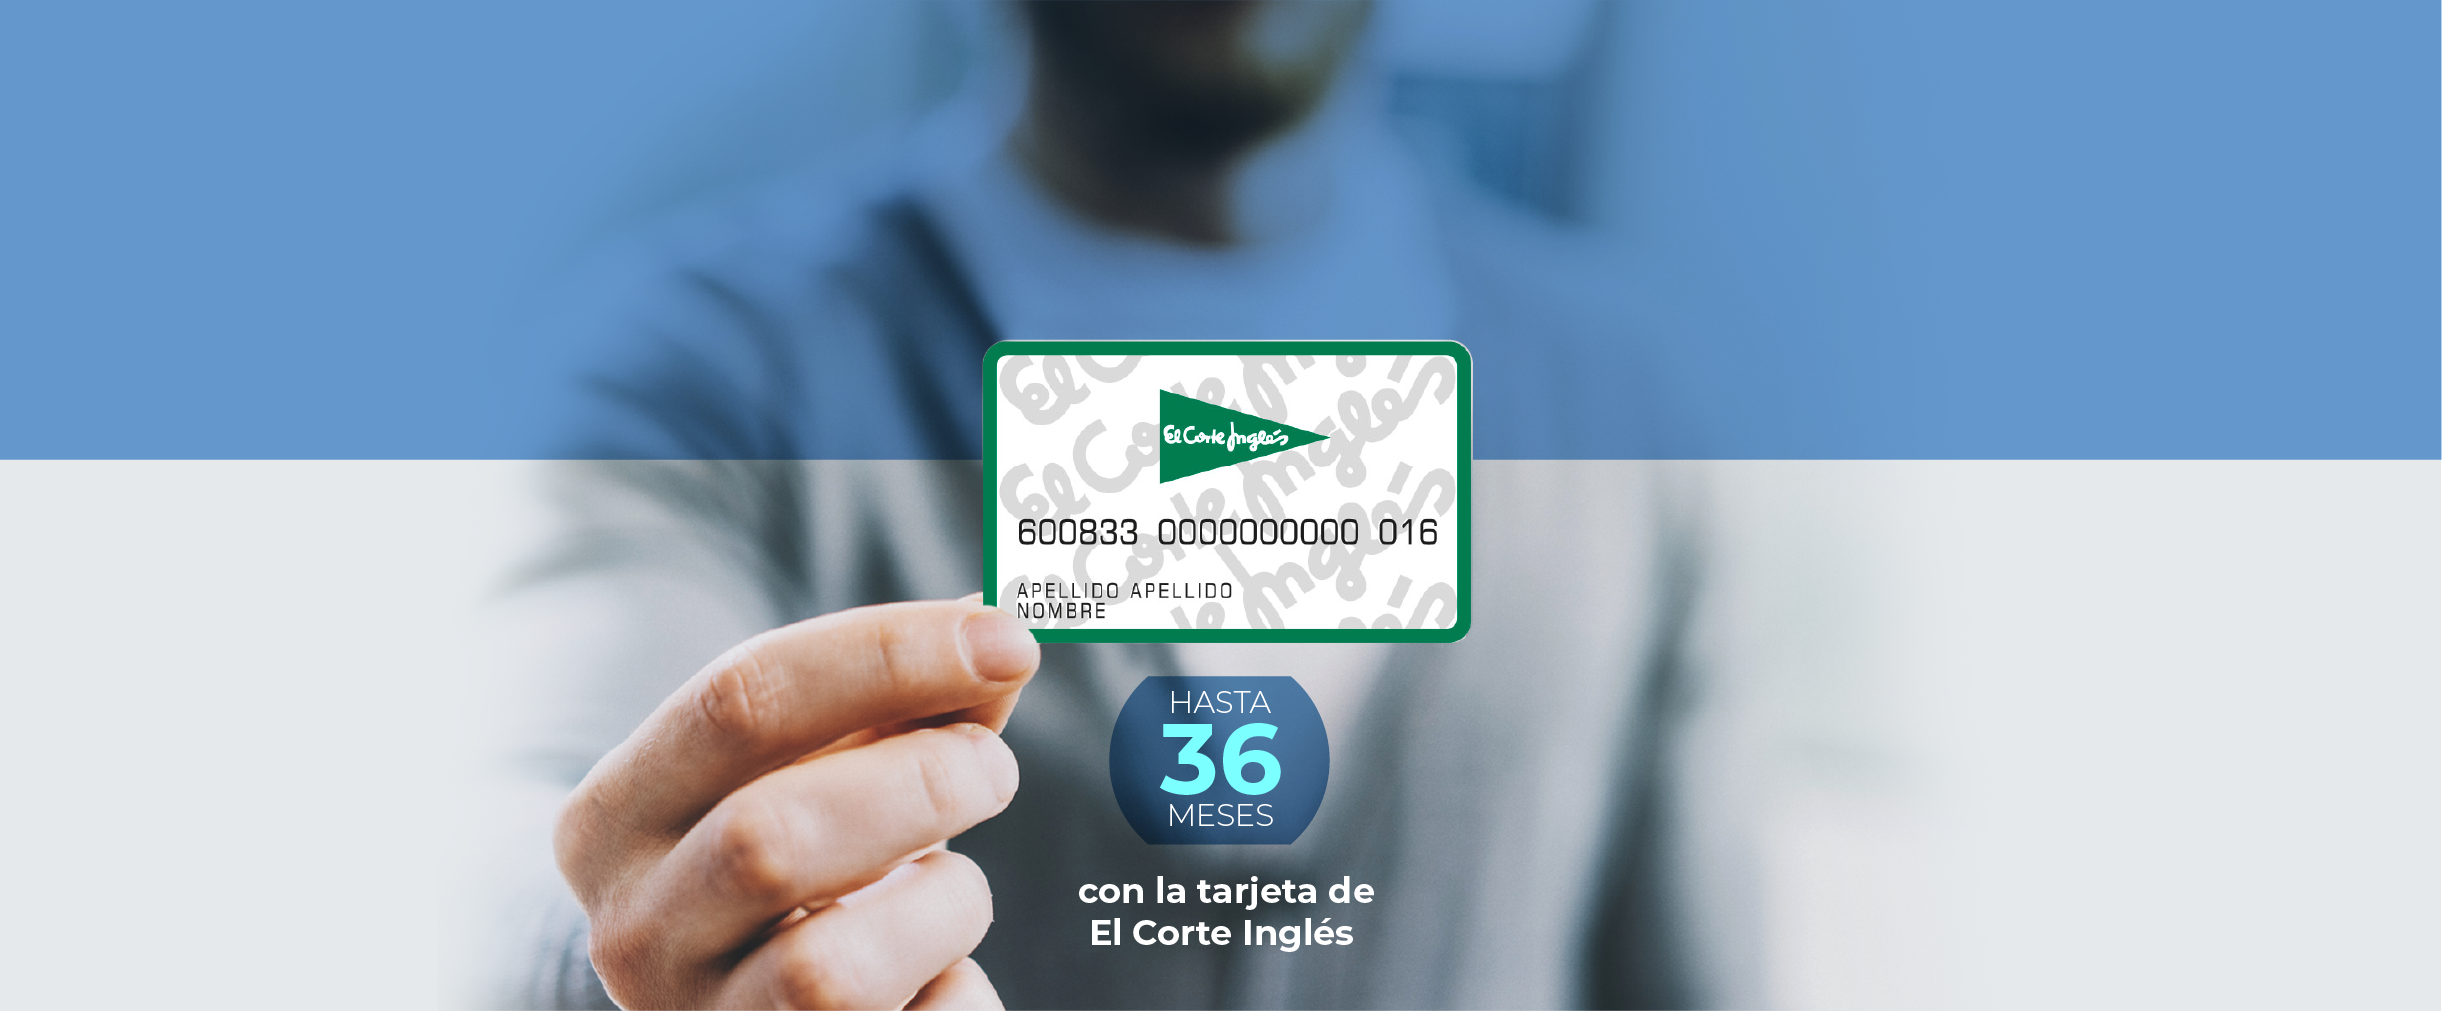 El Corte Inglés
600833 0000000000 016
APELLIDO APELLIDO
NOMBRE
HASTA
36
MESES
con la tarjeta de
El Corte Inglés